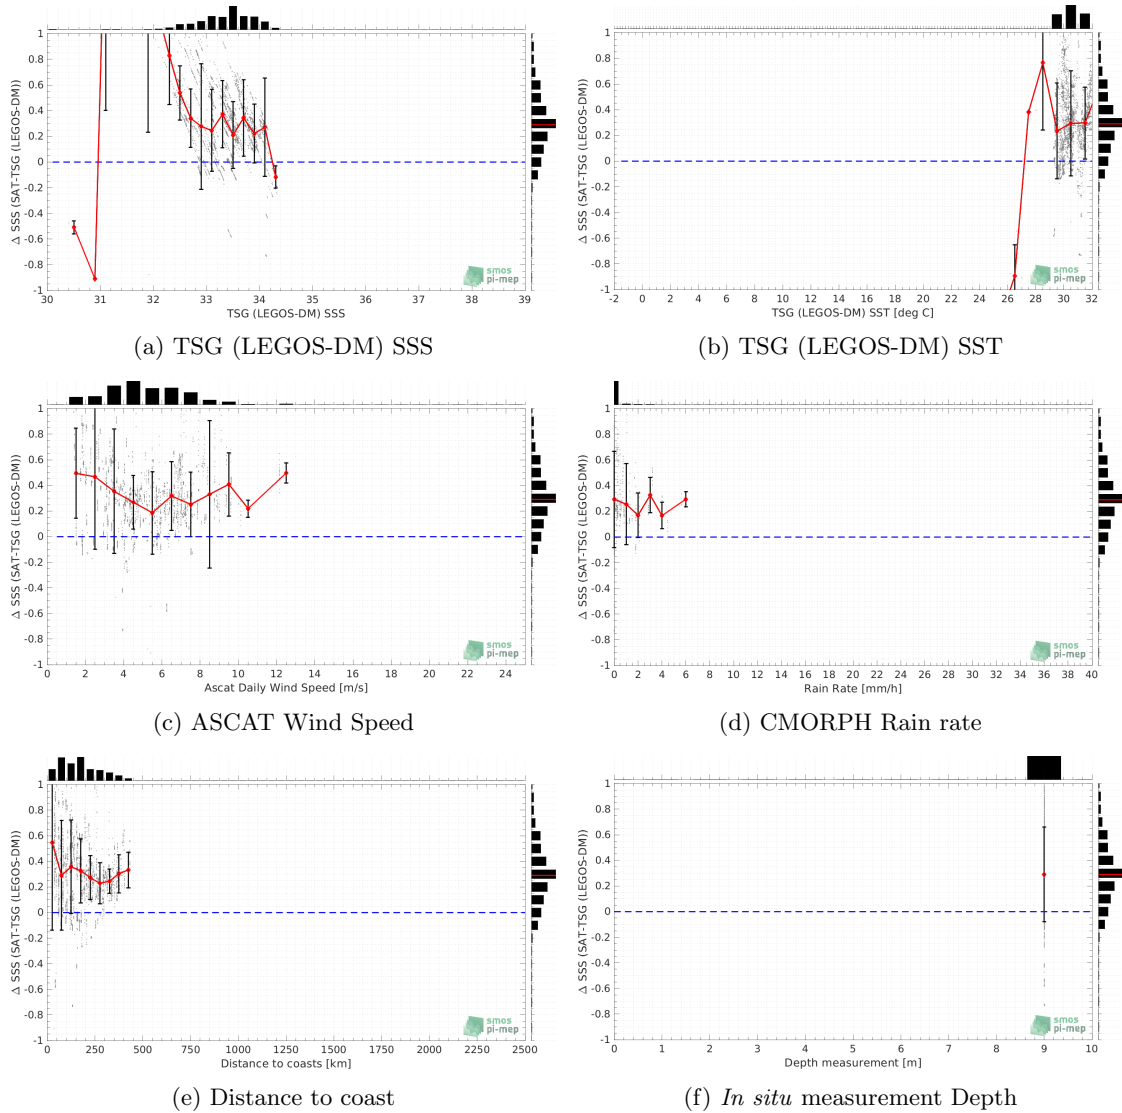 1
0.8
0.6
0.4
0.2
0
-0.2
-0.4
-0.6
-0.8
-1
Δ SSS (SAT-TSG (LEGOS-DM))
smos
pi-mep
30 31 32 33 34 35 36 37 38 39
TSG (LEGOS-DM) SSS
(a) TSG (LEGOS-DM) SSS
1
0.8
0.6
0.4
0.2
0
-0.2
-0.4
-0.6
-0.8
-1
Δ SSS (SAT-TSG (LEGOS-DM))
smos
pi-mep
-2 0 2 4 6 8 10 12 14 16 18 20 22 24 26 28 30 32
TSG (LEGOS-DM) SST [deg C]
(b) TSG (LEGOS-DM) SST
1
0.8
0.6
0.4
0.2
0
-0.2
-0.4
-0.6
-0.8
-1
Δ SSS (SAT-TSG (LEGOS-DM))
smos
pi-mep
2 4 6 8 10 12 14 16 18 20 22 24
Ascat Daily Wind Speed [m/s]
(c) ASCAT Wind Speed
1
0.8
0.6
0.4
0.2
0
-0.2
-0.4
-0.6
-0.8
-1
Δ SSS (SAT-TSG (LEGOS-DM))
smos
pi-mep
0 2 4 6 8 10 12 14 16 18 20 22 24 26 28 30 32 34 36 38 40
Rain Rate [mm/h]
(d) CMORPH Rain rate
1
0.8
0.6
0.4
0.2
0
-0.2
-0.4
-0.6
-0.8
-1
Δ SSS (SAT-TSG (LEGOS-DM))
smos
pi-mep
0 250 500 750 1000 1250 1500 1750 2000 2250 2500
Distance to coasts [km]
(e) Distance to coast
1
0.8
0.6
0.4
0.2
0
-0.2
-0.4
-0.6
-0.8
-1
Δ SSS (SAT-TSG (LEGOS-DM))
smos
pi-mep
0 1 2 3 4 5 6 7 8 9 10
Depth measurement [m]
(f) In situ measurement Depth